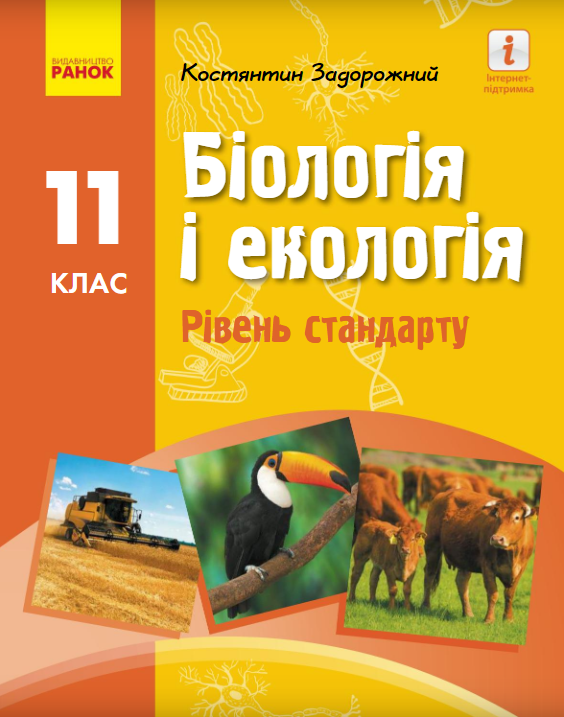 ВИДАВНИЦТВО
РАНОК
Костянтин Задорожний
і
Інтернет-
підтримка
Біологія
і екологія
11
КЛАС
Рівень стандарту